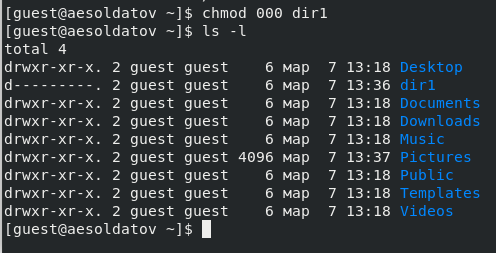 [guest@aesoldatov ~]$ chmod 000 dir1
[guest@aesoldatov ~]$ ls -l
total 4
drwxr-xr-x. 2 guest guest    6 мар  7 13:18 Desktop
d---------. 2 guest guest    6 мар  7 13:36 dir1
drwxr-xr-x. 2 guest guest    6 мар  7 13:18 Documents
drwxr-xr-x. 2 guest guest    6 мар  7 13:18 Downloads
drwxr-xr-x. 2 guest guest    6 мар  7 13:18 Music
drwxr-xr-x. 2 guest guest 4096 мар  7 13:37 Pictures
drwxr-xr-x. 2 guest guest    6 мар  7 13:18 Public
drwxr-xr-x. 2 guest guest    6 мар  7 13:18 Templates
drwxr-xr-x. 2 guest guest    6 мар  7 13:18 Videos
[guest@aesoldatov ~]$